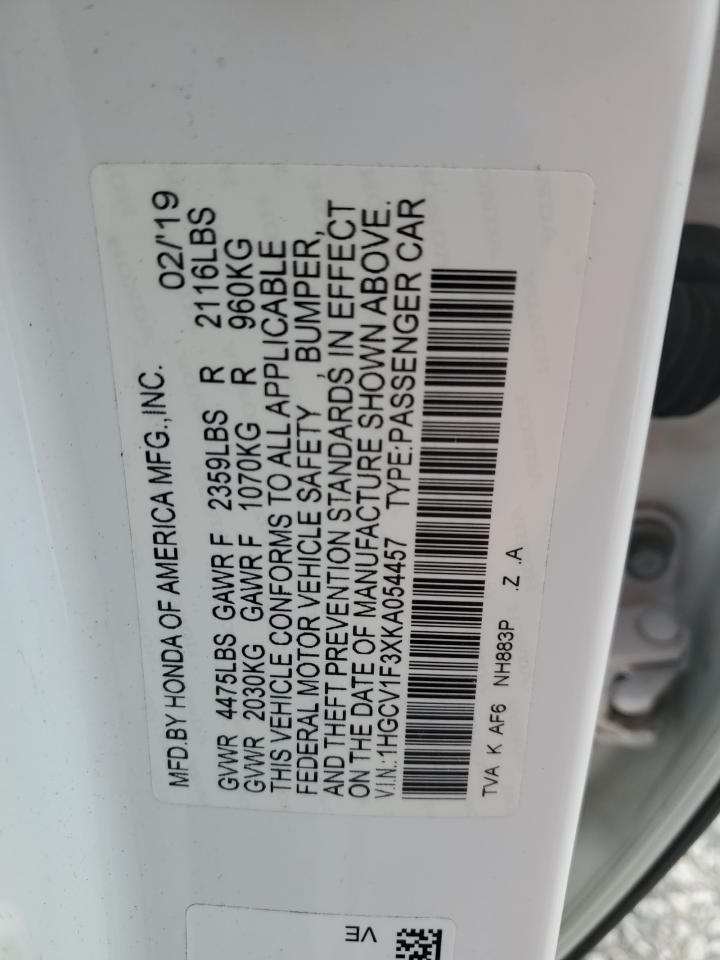 MFD.BY HONDA OF AMERICA MFG.,INC. 02/'19
GVWR 4475LBS GAWR F 2359LBS R 2116LBS
GVWR 2030KG GAWR F 1070KG R 960KG
THIS VEHICLE CONFORMS TO ALL APPLICABLE
FEDERAL MOTOR VEHICLE SAFETY , BUMPER,
AND THEFT PREVENTION STANDARDS IN EFFECT
ON THE DATE OF MANUFACTURE SHOWN ABOVE.
V.I.N.:1HGCV1F3XKA054457 TYPE:PASSENGER CAR
TVA K AF6 NH883P .Z .A
VE